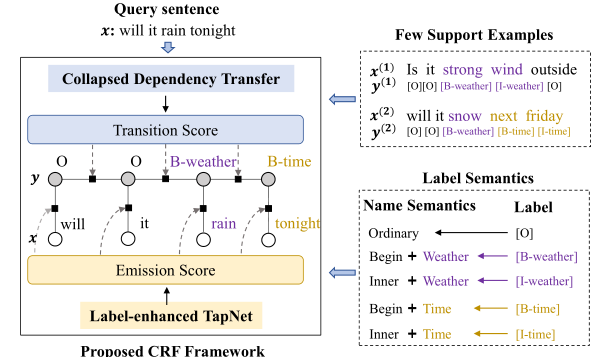 Query sentence
x: will it rain tonight
Collapsed Dependency Transfer
Transition Score
O O B-weather B-time
y
will it rain tonight
x
Emission Score
Label-enhanced TapNet
Proposed CRF Framework
Few Support Examples
x(1) Is it strong wind outside
y(1) [O][O] [B-weather] [I-weather] [O]
x(2) will it snow next friday
y(2) [O] [O] [B-weather] [B-time] [I-time]
Label Semantics
Name Semantics Label
Ordinary [O]
Begin + Weather [B-weather]
Inner + Weather [I-weather]
Begin + Time [B-time]
Inner + Time [I-time]